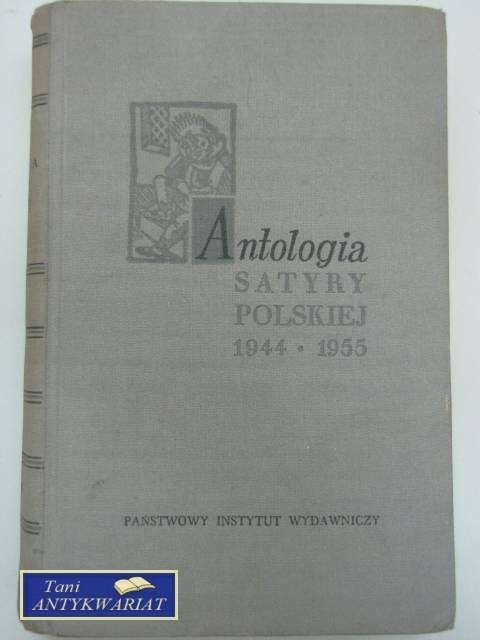 Antologia
SATYRY
POLSKIEJ
1944 • 1955
PAŃSTWOWY INSTYTUT WYDAWNICZY
Tani
ANTYKWARIAT